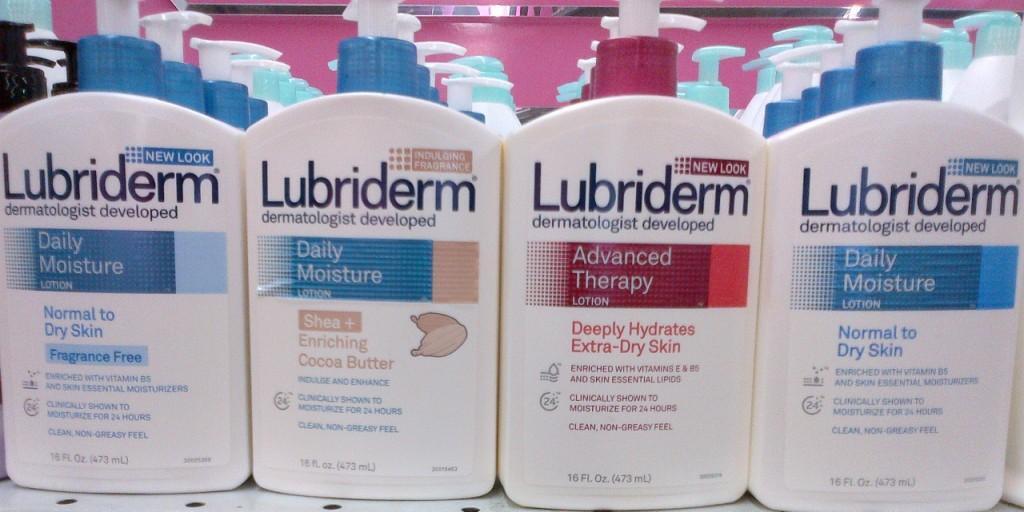 NEW LOOK
Lubriderm®
dermatologist developed
Daily
Moisture
LOTION
Normal to
Dry Skin
Fragrance Free
ENRICHED WITH VITAMIN B5
AND SKIN ESSENTIAL MOISTURIZERS
24
CLINICALLY SHOWN TO
MOISTURIZE FOR 24 HOURS
CLEAN, NON-GREASY FEEL
16 Fl. Oz. (473 mL)
INDULGING
FRAGRANCE
Lubriderm®
dermatologist developed
Daily
Moisture
LOTION
Shea +
Enriching
Cocoa Butter
INDULGE AND ENHANCE
24
CLINICALLY SHOWN TO
MOISTURIZE FOR 24 HOURS
CLEAN, NON-GREASY FEEL
16 fl. oz. (473 mL)
NEW LOOK
Lubriderm®
dermatologist developed
Advanced
Therapy
LOTION
Deeply Hydrates
Extra-Dry Skin
ENRICHED WITH VITAMINS E & B5
AND SKIN ESSENTIAL LIPIDS
24
CLINICALLY SHOWN TO
MOISTURIZE FOR 24 HOURS
CLEAN, NON-GREASY FEEL
16 Fl. Oz. (473 mL)
NEW LOOK
Lubriderm®
dermatologist developed
Daily
Moisture
LOTION
Normal to
Dry Skin
ENRICHED WITH VITAMIN B5
AND SKIN ESSENTIAL MOISTURIZERS
24
CLINICALLY SHOWN TO
MOISTURIZE FOR 24 HOURS
CLEAN, NON-GREASY FEEL
16 Fl. Oz. (473 mL)